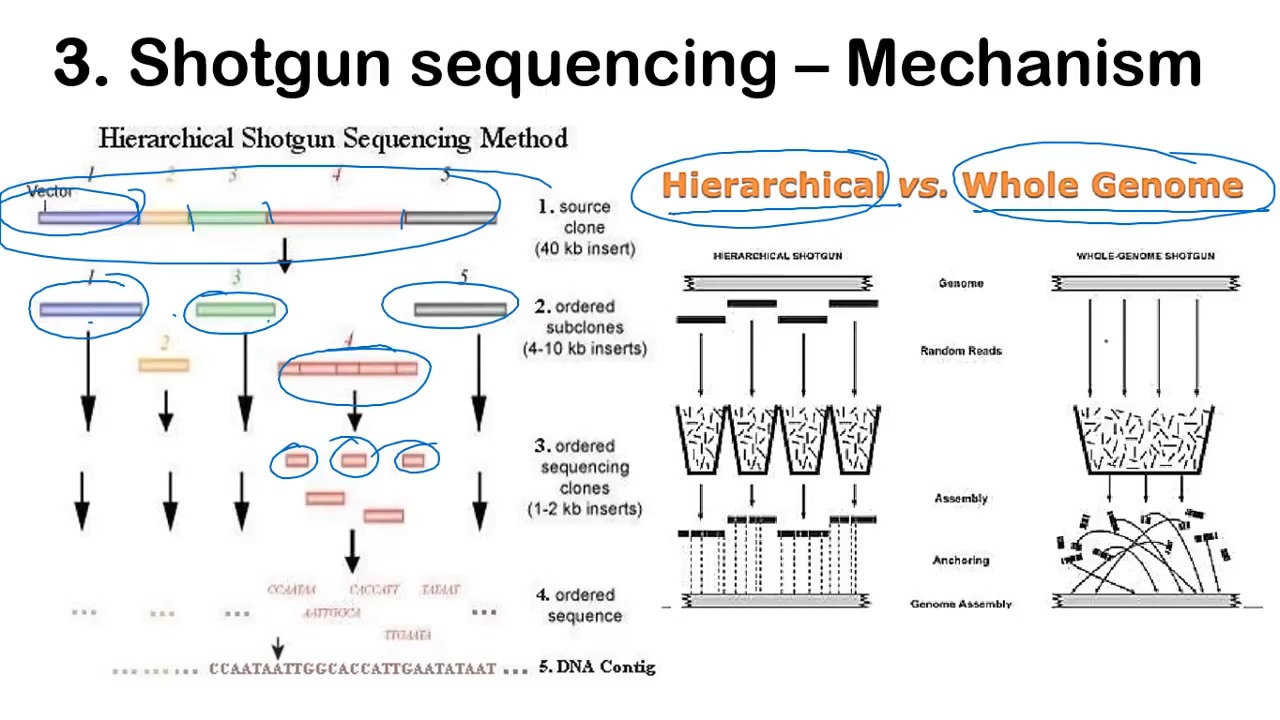 3. Shotgun sequencing – Mechanism
Hierarchical Shotgun Sequencing Method
1 2 3 4 5
Vector
1. source
clone
(40 kb insert)
1 3 5
2 4
2. ordered
subclones
(4-10 kb inserts)
3. ordered
sequencing
clones
(1-2 kb inserts)
CCAATAA CACCATT TATAAT
AATTGGCA
TTGAATA
4. ordered
sequence
CCAATAATTGGCACCATTGAATATAAT
5. DNA Contig
Hierarchical vs. Whole Genome
HIERARCHICAL SHOTGUN
WHOLE-GENOME SHOTGUN
Genome
Random Reads
Assembly
Anchoring
Genome Assembly